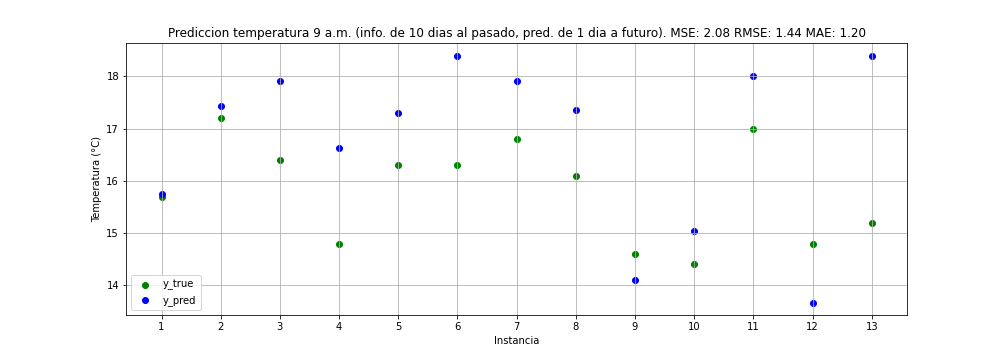 Prediccion temperatura 9 a.m. (info. de 10 dias al pasado, pred. de 1 dia a futuro). MSE: 2.08 RMSE: 1.44 MAE: 1.20
Temperatura (°C)
18
17
16
15
14
y_true
y_pred
1 2 3 4 5 6 7 8 9 10 11 12 13
Instancia